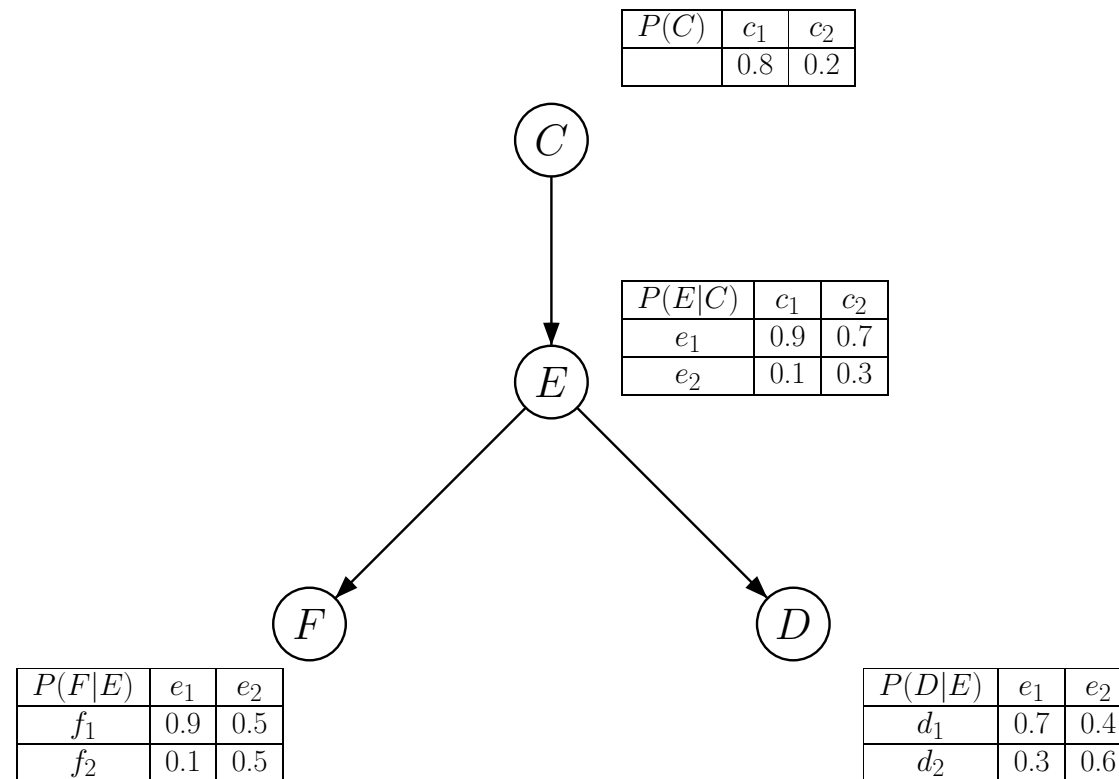 P(C) c₁ c₂
0.8 0.2
C
P(E|C) c₁ c₂
e₁ 0.9 0.7
e₂ 0.1 0.3
E
F
D
P(F|E) e₁ e₂
f₁ 0.9 0.5
f₂ 0.1 0.5
P(D|E) e₁ e₂
d₁ 0.7 0.4
d₂ 0.3 0.6